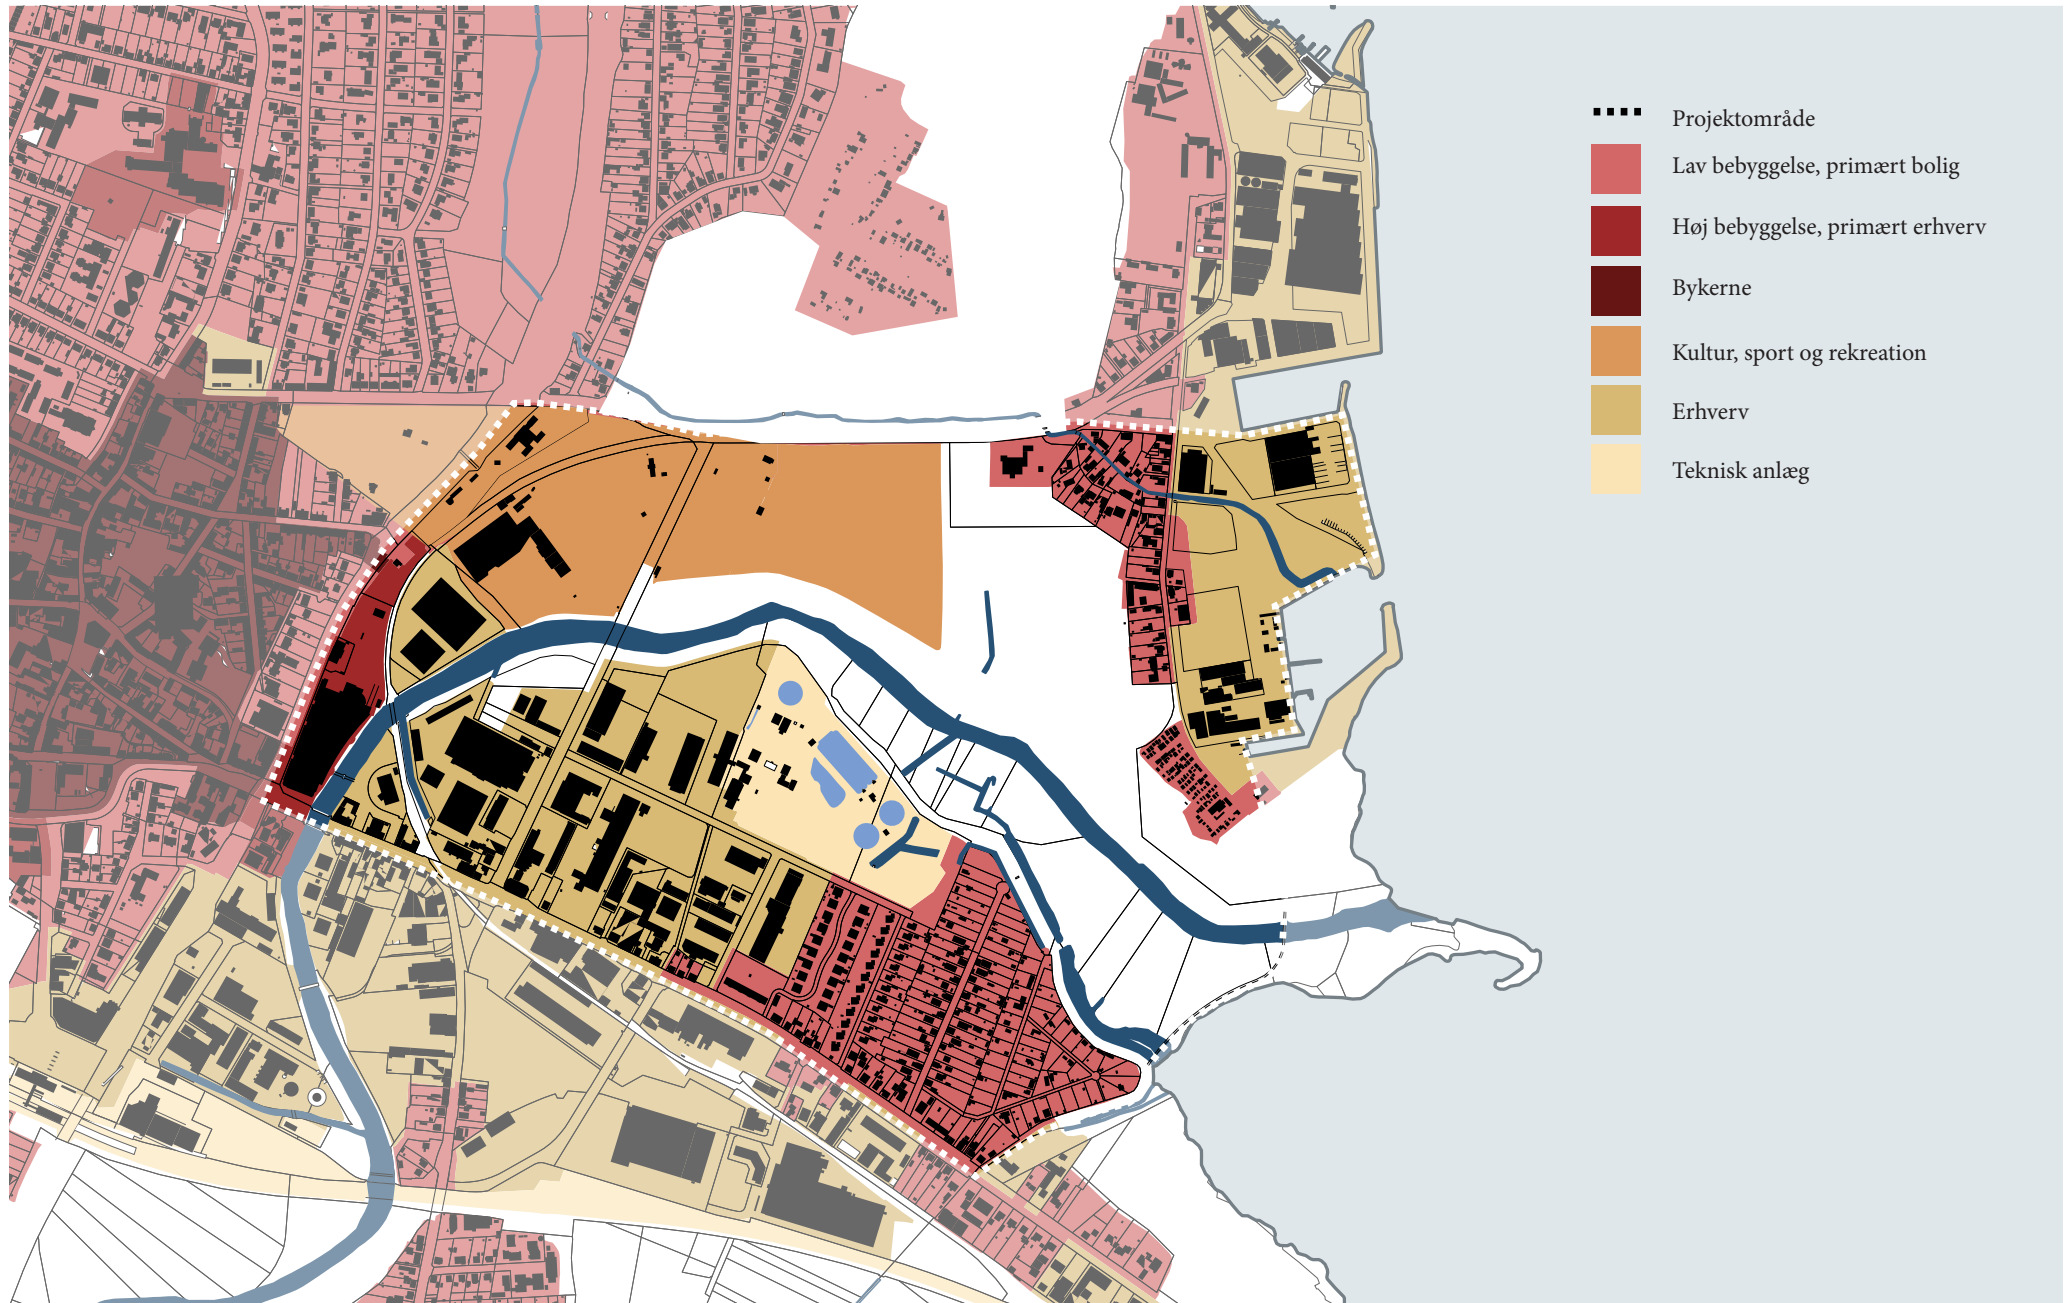 Projektområde
Lav bebyggelse, primært bolig
Høj bebyggelse, primært erhverv
Bykerne
Kultur, sport og rekreation
Erhverv
Teknisk anlæg